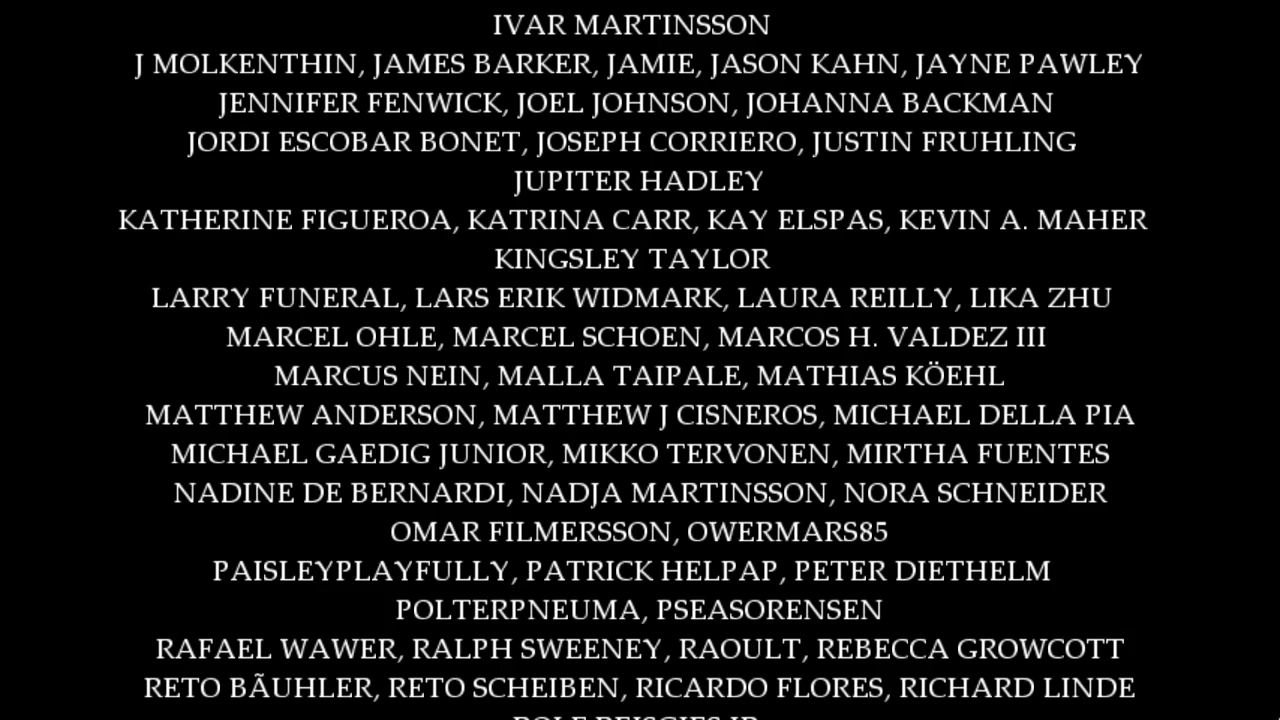 IVAR MARTINSSON
J MOLKENTHIN, JAMES BARKER, JAMIE, JASON KAHN, JAYNE PAWLEY
JENNIFER FENWICK, JOEL JOHNSON, JOHANNA BACKMAN
JORDI ESCOBAR BONET, JOSEPH CORRIERO, JUSTIN FRUHLING
JUPITER HADLEY
KATHERINE FIGUEROA, KATRINA CARR, KAY ELSPAS, KEVIN A. MAHER
KINGSLEY TAYLOR
LARRY FUNERAL, LARS ERIK WIDMARK, LAURA REILLY, LIKA ZHU
MARCEL OHLE, MARCEL SCHOEN, MARCOS H. VALDEZ III
MARCUS NEIN, MALLA TAIPALE, MATHIAS KÖEHL
MATTHEW ANDERSON, MATTHEW J CISNEROS, MICHAEL DELLA PIA
MICHAEL GAEDIG JUNIOR, MIKKO TERVONEN, MIRTHA FUENTES
NADINE DE BERNARDI, NADJA MARTINSSON, NORA SCHNEIDER
OMAR FILMERSSON, OWERMARS85
PAISLEYPLAYFULLY, PATRICK HELPAP, PETER DIETHELM
POLTERPNEUMA, PSEASORENSEN
RAFAEL WAWER, RALPH SWEENEY, RAOULT, REBECCA GROWCOTT
RETO BÃUHLER, RETO SCHEIBEN, RICARDO FLORES, RICHARD LINDE